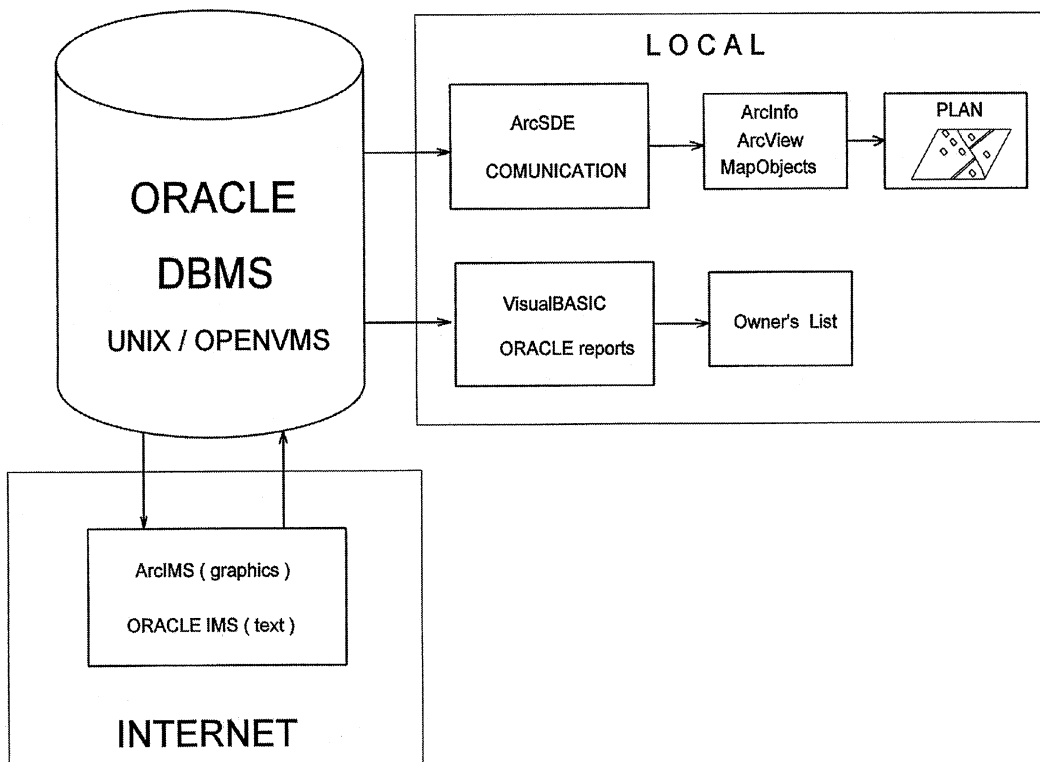 ORACLE
DBMS
UNIX / OPENVMS
L O C A L
ArcSDE
COMUNICATION
ArcInfo
ArcView
MapObjects
PLAN
VisualBASIC
ORACLE reports
Owner's List
ArcIMS ( graphics )
ORACLE IMS ( text )
INTERNET